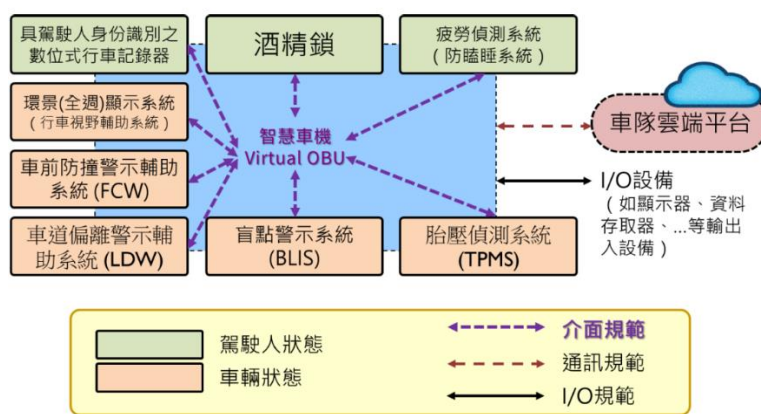 具駕駛人身份識別之
數位式行車記錄器
酒精鎖
疲勞偵測系統
(防瞌睡系統)
環景(全週)顯示系統
(行車視野輔助系統)
智慧車機
Virtual OBU
車隊雲端平台
車前防撞警示輔助
系統 (FCW)
I/O設備
(如顯示器、資料
存取器、...等輸出
入設備)
車道偏離警示輔
助系統 (LDW)
盲點警示系統
(BLIS)
胎壓偵測系統
(TPMS)
駕駛人狀態
車輛狀態
介面規範
通訊規範
I/O規範